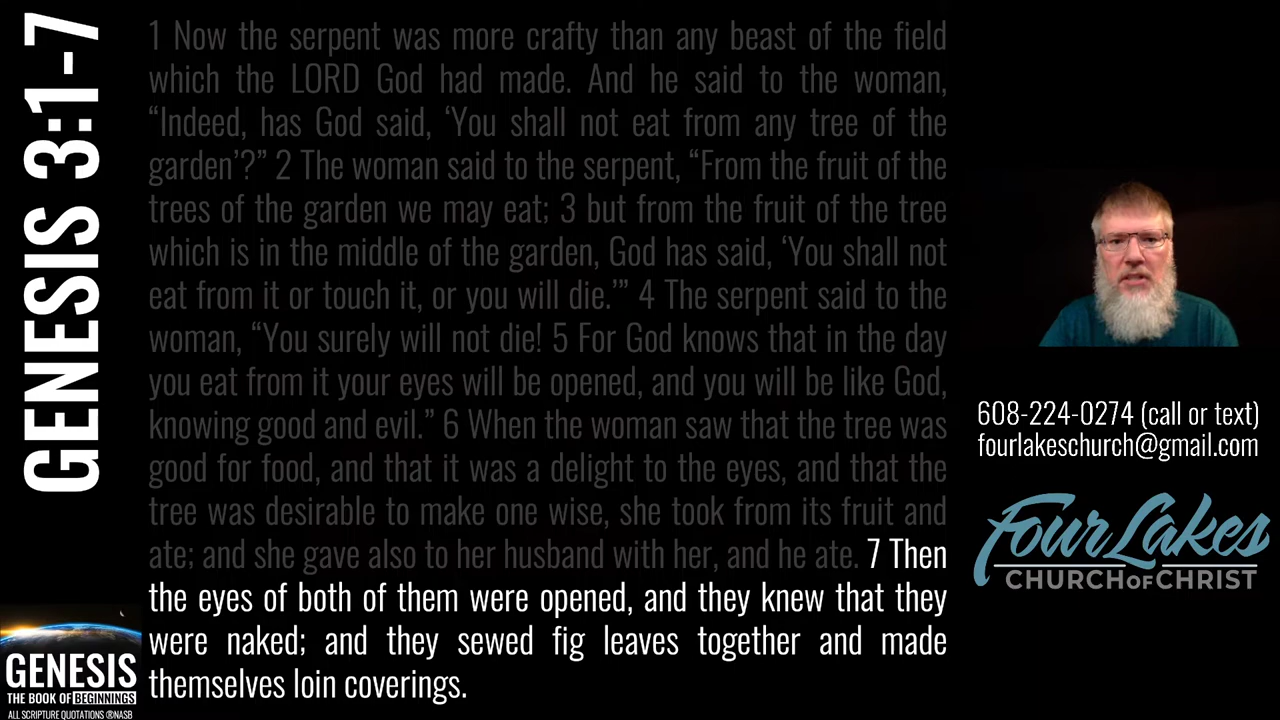 GENESIS 3:1-7
1 Now the serpent was more crafty than any beast of the field
which the LORD God had made. And he said to the woman,
“Indeed, has God said, ‘You shall not eat from any tree of the
garden’?” 2 The woman said to the serpent, “From the fruit of the
trees of the garden we may eat; 3 but from the fruit of the tree
which is in the middle of the garden, God has said, ‘You shall not
eat from it or touch it, or you will die.’” 4 The serpent said to the
woman, “You surely will not die! 5 For God knows that in the day
you eat from it your eyes will be opened, and you will be like God,
knowing good and evil.” 6 When the woman saw that the tree was
good for food, and that it was a delight to the eyes, and that the
tree was desirable to make one wise, she took from its fruit and
ate; and she gave also to her husband with her, and he ate. 7 Then
the eyes of both of them were opened, and they knew that they
were naked; and they sewed fig leaves together and made
themselves loin coverings.
608-224-0274 (call or text)
fourlakeschurch@gmail.com
Four Lakes
CHURCH OF CHRIST
GENESIS
THE BOOK OF BEGINNINGS
ALL SCRIPTURE QUOTATIONS ®NASB